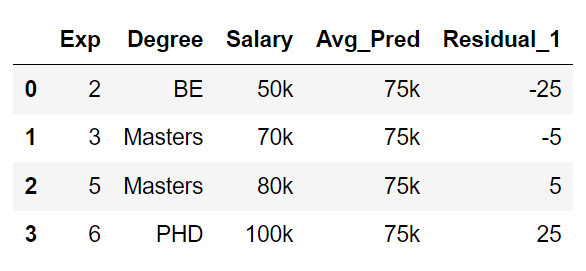 Exp Degree Salary Avg_Pred Residual_1
0 2 BE 50k 75k -25
1 3 Masters 70k 75k -5
2 5 Masters 80k 75k 5
3 6 PHD 100k 75k 25